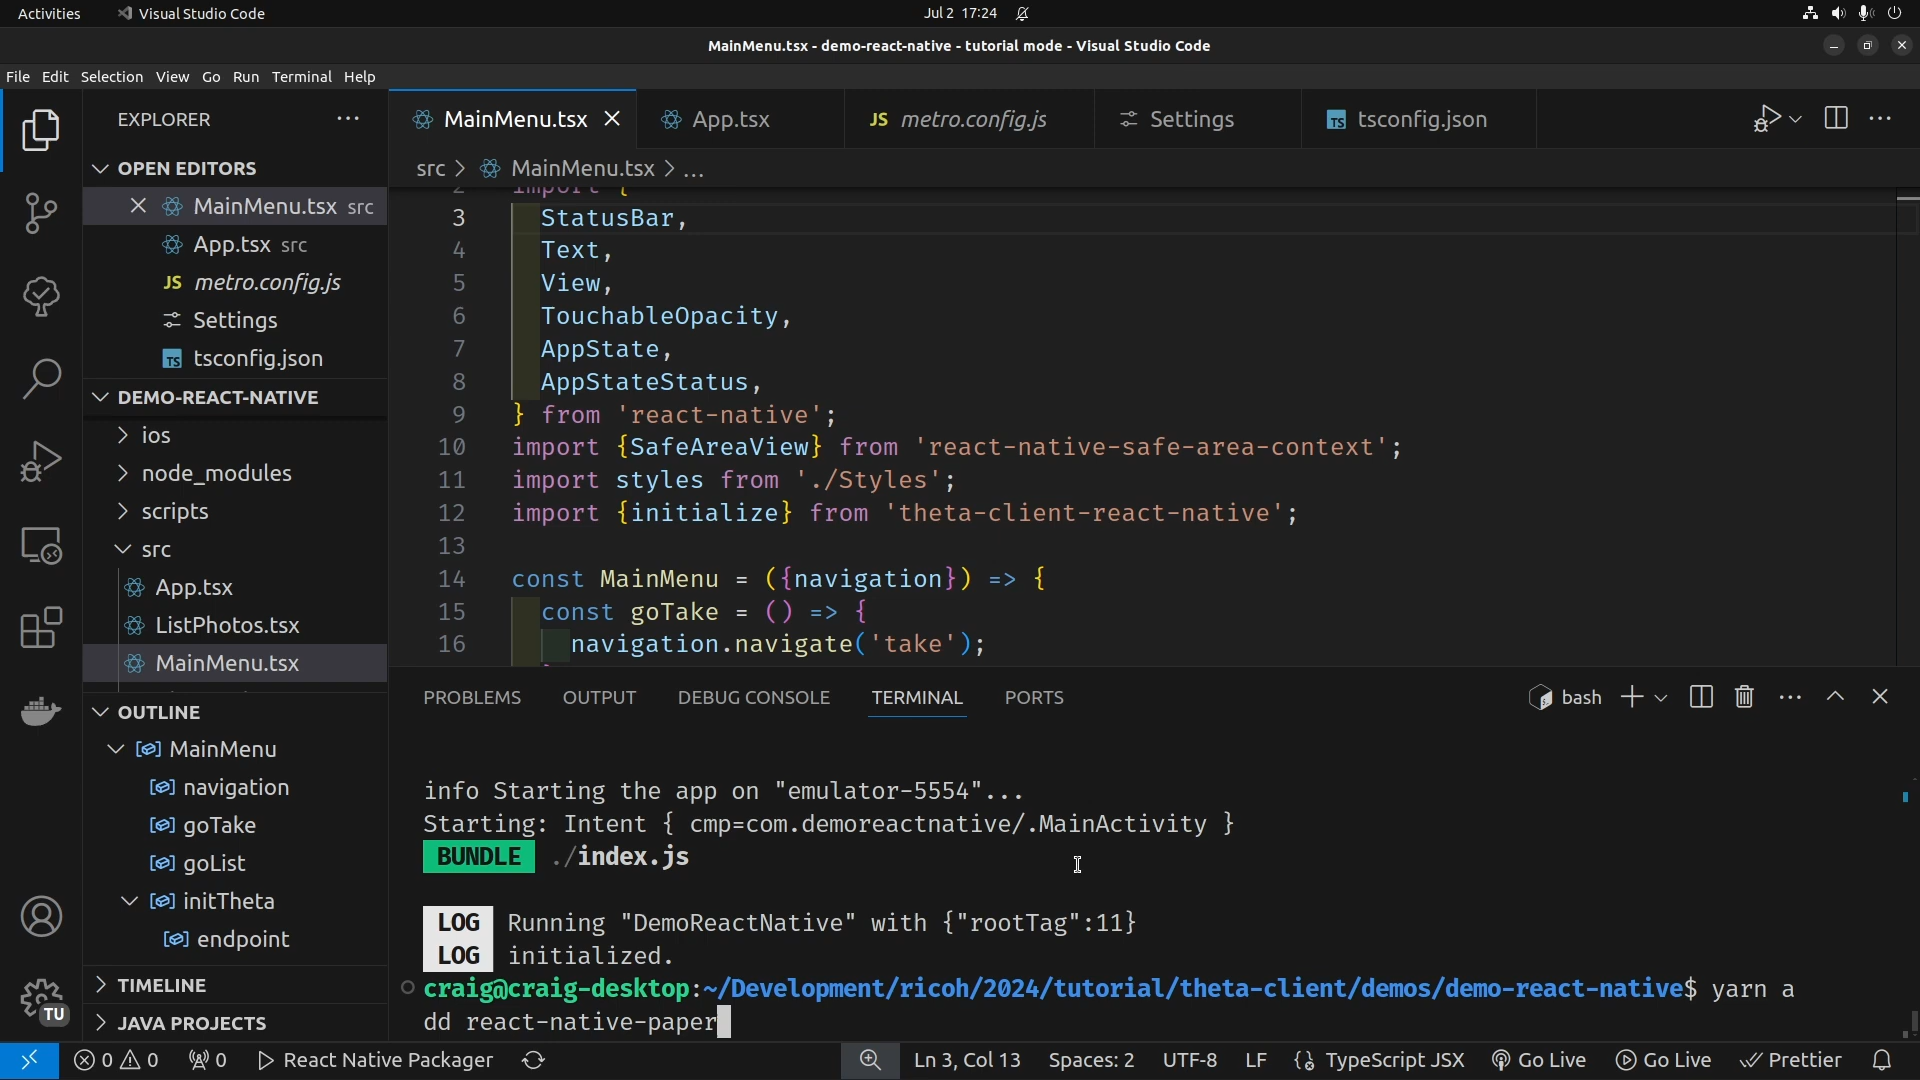 Activities Visual Studio Code Jul 2 17:24
MainMenu.tsx - demo-react-native - tutorial mode - Visual Studio Code
File Edit Selection View Go Run Terminal Help
EXPLORER
MainMenu.tsx App.tsx JS metro.config.js Settings TS tsconfig.json
OPEN EDITORS
src > MainMenu.tsx > ...
MainMenu.tsx src
App.tsx src
JS metro.config.js
Settings
TS tsconfig.json
DEMO-REACT-NATIVE
ios
node_modules
scripts
src
App.tsx
ListPhotos.tsx
MainMenu.tsx
OUTLINE
MainMenu
navigation
goTake
goList
initTheta
endpoint
TIMELINE
JAVA PROJECTS
TU
2 import {
3 StatusBar,
4 Text,
5 View,
6 TouchableOpacity,
7 AppState,
8 AppStateStatus,
9 } from 'react-native';
10 import {SafeAreaView} from 'react-native-safe-area-context';
11 import styles from './Styles';
12 import {initialize} from 'theta-client-react-native';
13
14 const MainMenu = ({navigation}) => {
15 const goTake = () => {
16 navigation.navigate('take');
PROBLEMS OUTPUT DEBUG CONSOLE TERMINAL PORTS bash
info Starting the app on "emulator-5554"...
Starting: Intent { cmp=com.demoreactnative/.MainActivity }
BUNDLE ./index.js
LOG Running "DemoReactNative" with {"rootTag":11}
LOG initialized.
craig@craig-desktop:~/Development/ricoh/2024/tutorial/theta-client/demos/demo-react-native$ yarn a
dd react-native-paper
0 0 0 React Native Packager Ln 3, Col 13 Spaces: 2 UTF-8 LF {} TypeScript JSX Go Live Go Live Prettier